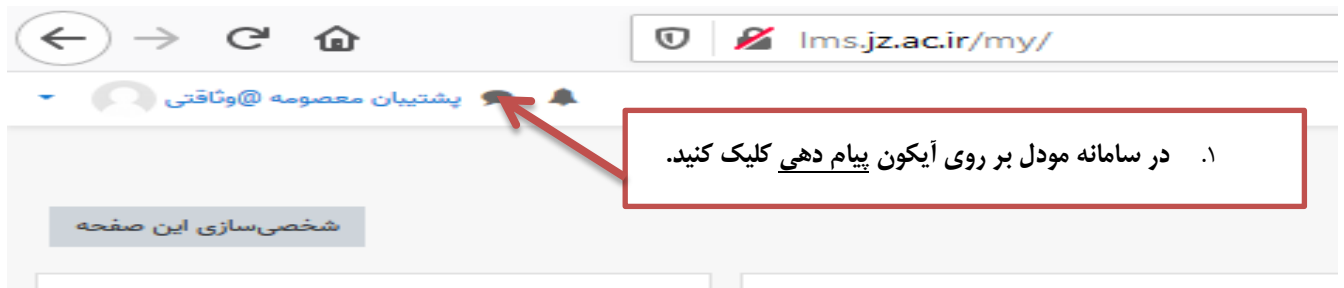 lms.jz.ac.ir/my/
پشتیبان معصومه @وثاقتی
۱. در سامانه مودل بر روی آیکون پیام دهی کلیک کنید.
شخصی‌سازی این صفحه